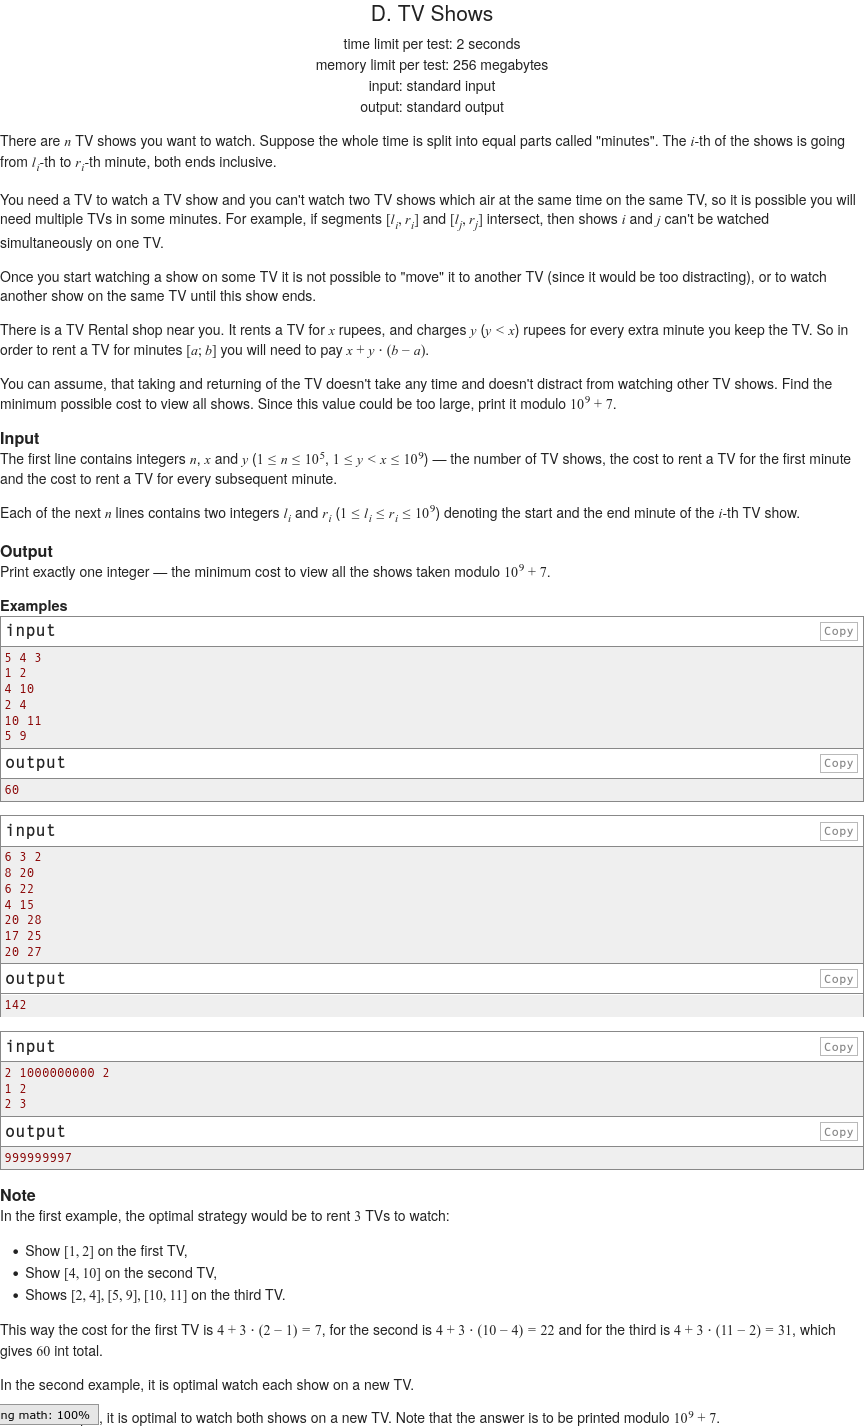 D. TV Shows
time limit per test: 2 seconds
memory limit per test: 256 megabytes
input: standard input
output: standard output
There are n TV shows you want to watch. Suppose the whole time is split into equal parts called "minutes". The i-th of the shows is going
from l_i-th to r_i-th minute, both ends inclusive.
You need a TV to watch a TV show and you can't watch two TV shows which air at the same time on the same TV, so it is possible you will
need multiple TVs in some minutes. For example, if segments [l_i, r_i] and [l_j, r_j] intersect, then shows i and j can't be watched
simultaneously on one TV.
Once you start watching a show on some TV it is not possible to "move" it to another TV (since it would be too distracting), or to watch
another show on the same TV until this show ends.
There is a TV Rental shop near you. It rents a TV for x rupees, and charges y (y < x) rupees for every extra minute you keep the TV. So in
order to rent a TV for minutes [a; b] you will need to pay x + y · (b − a).
You can assume, that taking and returning of the TV doesn't take any time and doesn't distract from watching other TV shows. Find the
minimum possible cost to view all shows. Since this value could be too large, print it modulo 10^9 + 7.
Input
The first line contains integers n, x and y (1 ≤ n ≤ 10^5, 1 ≤ y < x ≤ 10^9) — the number of TV shows, the cost to rent a TV for the first minute
and the cost to rent a TV for every subsequent minute.
Each of the next n lines contains two integers l_i and r_i (1 ≤ l_i ≤ r_i ≤ 10^9) denoting the start and the end minute of the i-th TV show.
Output
Print exactly one integer — the minimum cost to view all the shows taken modulo 10^9 + 7.
Examples
input Copy
5 4 3
1 2
4 10
2 4
10 11
5 9
output Copy
60
input Copy
6 3 2
8 20
6 22
4 15
20 28
17 25
20 27
output Copy
142
input Copy
2 1000000000 2
1 2
2 3
output Copy
999999997
Note
In the first example, the optimal strategy would be to rent 3 TVs to watch:
• Show [1, 2] on the first TV,
• Show [4, 10] on the second TV,
• Shows [2, 4], [5, 9], [10, 11] on the third TV.
This way the cost for the first TV is 4 + 3 · (2 − 1) = 7, for the second is 4 + 3 · (10 − 4) = 22 and for the third is 4 + 3 · (11 − 2) = 31, which
gives 60 int total.
In the second example, it is optimal watch each show on a new TV.
ng math: 100% , it is optimal to watch both shows on a new TV. Note that the answer is to be printed modulo 10^9 + 7.